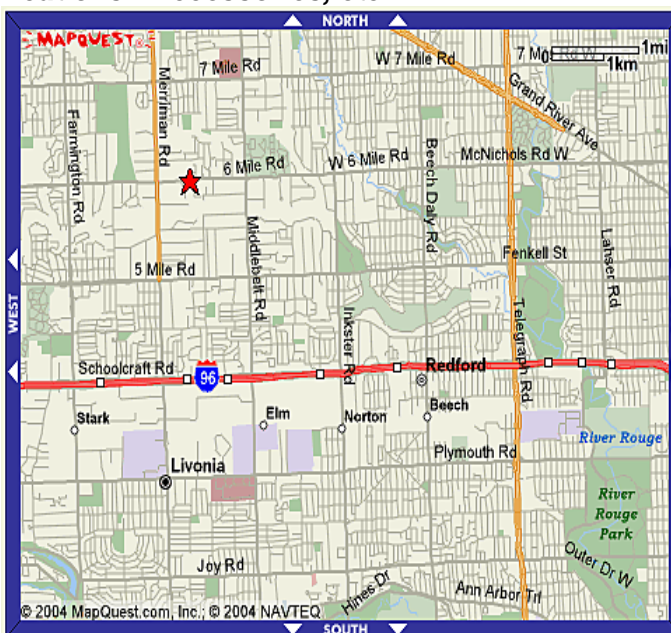 NORTH
MAPQUEST
7 Mile Rd
W 7 Mile Rd
7 M
Rd W
0
1mi
1km
Grand River Ave
Merriman Rd
Farmington Rd
6 Mile Rd
W 6 Mile Rd
McNichols Rd W
Beech Daly Rd
Middlebelt Rd
5 Mile Rd
Fenkell St
Lahser Rd
WEST
Inkster Rd
Telegraph Rd
Schoolcraft Rd
96
Redford
Stark
Elm
Norton
Beech
River Rouge
Plymouth Rd
Livonia
River
Rouge
Park
Joy Rd
Outer Dr W
Hines Dr
Ann Arbor Trl
© 2004 MapQuest.com, Inc.; © 2004 NAVTEQ
SOUTH